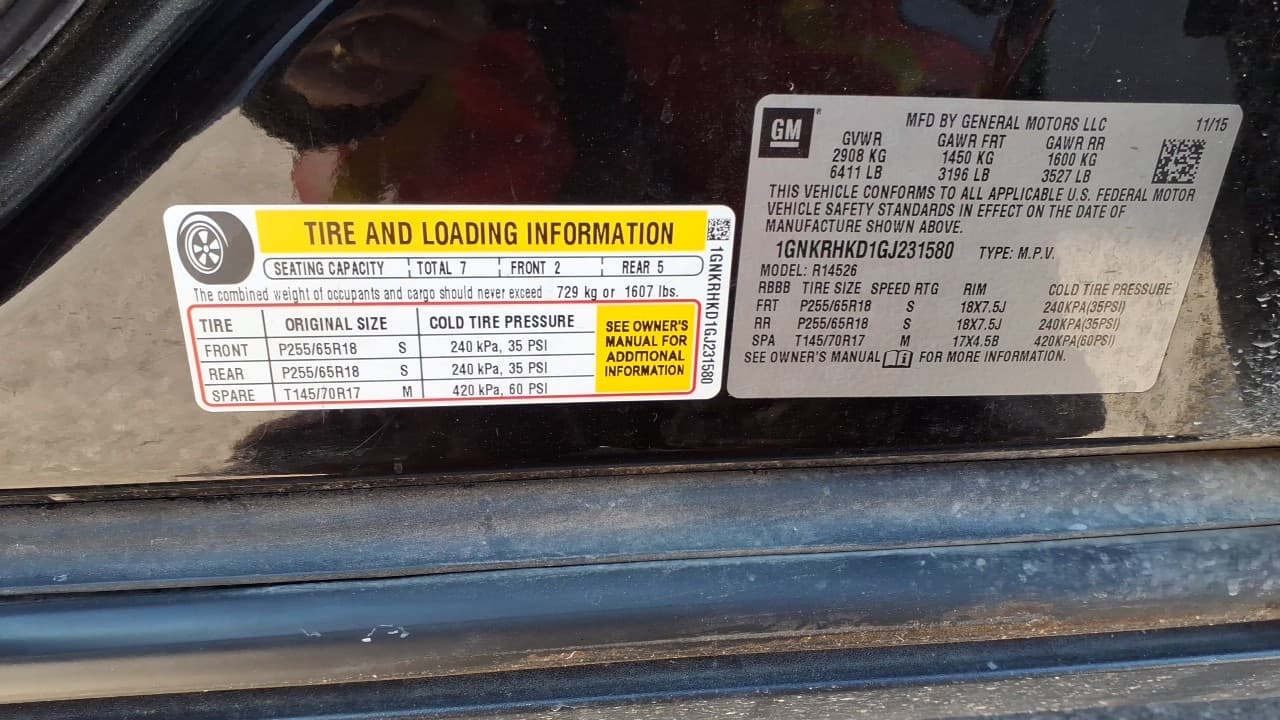 TIRE AND LOADING INFORMATION
SEATING CAPACITY TOTAL 7 FRONT 2 REAR 5
The combined weight of occupants and cargo should never exceed 729 kg or 1607 lbs.
TIRE ORIGINAL SIZE COLD TIRE PRESSURE
FRONT P255/65R18 S 240 kPa, 35 PSI
REAR P255/65R18 S 240 kPa, 35 PSI
SPARE T145/70R17 M 420 kPa, 60 PSI
SEE OWNER'S
MANUAL FOR
ADDITIONAL
INFORMATION
1GNKRHKD1GJ231580
GM®
MFD BY GENERAL MOTORS LLC 11/15
GVWR GAWR FRT GAWR RR
2908 KG 1450 KG 1600 KG
6411 LB 3196 LB 3527 LB
THIS VEHICLE CONFORMS TO ALL APPLICABLE U.S. FEDERAL MOTOR
VEHICLE SAFETY STANDARDS IN EFFECT ON THE DATE OF
MANUFACTURE SHOWN ABOVE.
1GNKRHKD1GJ231580 TYPE: M.P.V.
MODEL: R14526
RBBB TIRE SIZE SPEED RTG RIM COLD TIRE PRESSURE
FRT P255/65R18 S 18X7.5J 240KPA(35PSI)
RR P255/65R18 S 18X7.5J 240KPA(35PSI)
SPA T145/70R17 M 17X4.5B 420KPA(60PSI)
SEE OWNER'S MANUAL FOR MORE INFORMATION.